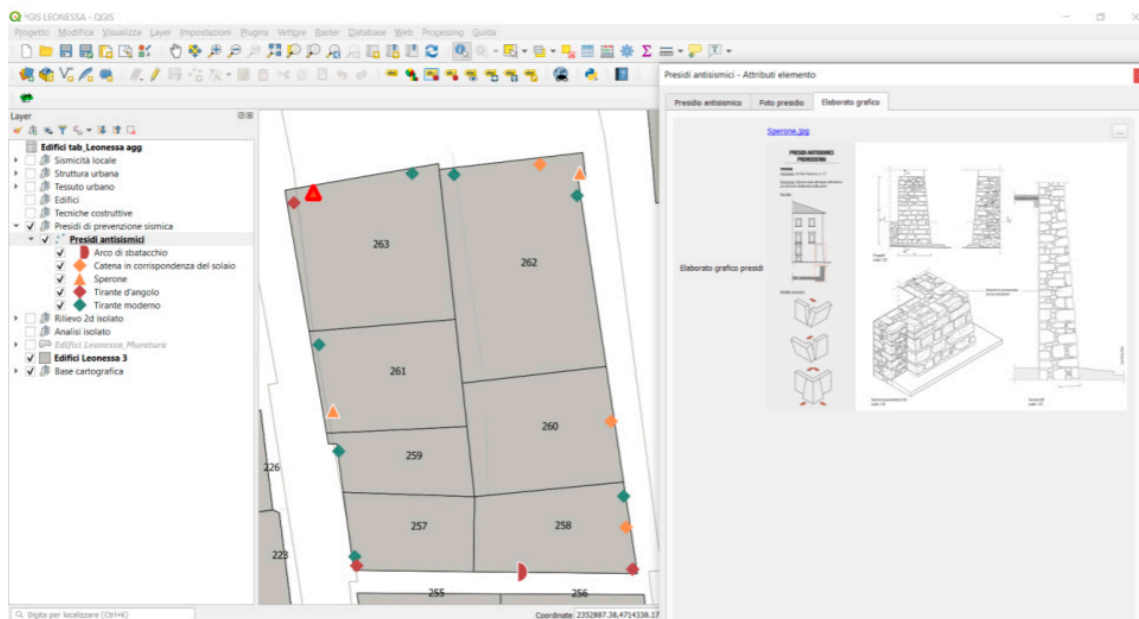 *GIS LEONESSA - QGIS
Progetto Modifica Visualizza Layer Impostazioni Plugins Vettore Raster Database Web Processing Guida
Presidi antisismici - Attributi elemento
Presidio antisismico Foto presidio Elaborato grafico
Layer
Edifici tab_Leonessa agg
Sismicità locale
Struttura urbana
Tessuto urbano
Edifici
Tecniche costruttive
Presidi di prevenzione sismica
Presidi antisismici
Arco di sbatacchio
Catena in corrispondenza del solaio
Sperone
Tirante d'angolo
Tirante moderno
Rilievo 2d isolato
Analisi isolato
Edifici Leonessa_Muratura
Edifici Leonessa 3
Base cartografica
263
262
261
260
259
226
257
258
223
255
256
Sperone.jpg
...
PRESIDI ANTISISMICI
PREMODERNI
Elaborato grafico presidi
Digita per localizzare (Ctrl+K)
Coordinate 2352887.38,4714338.17